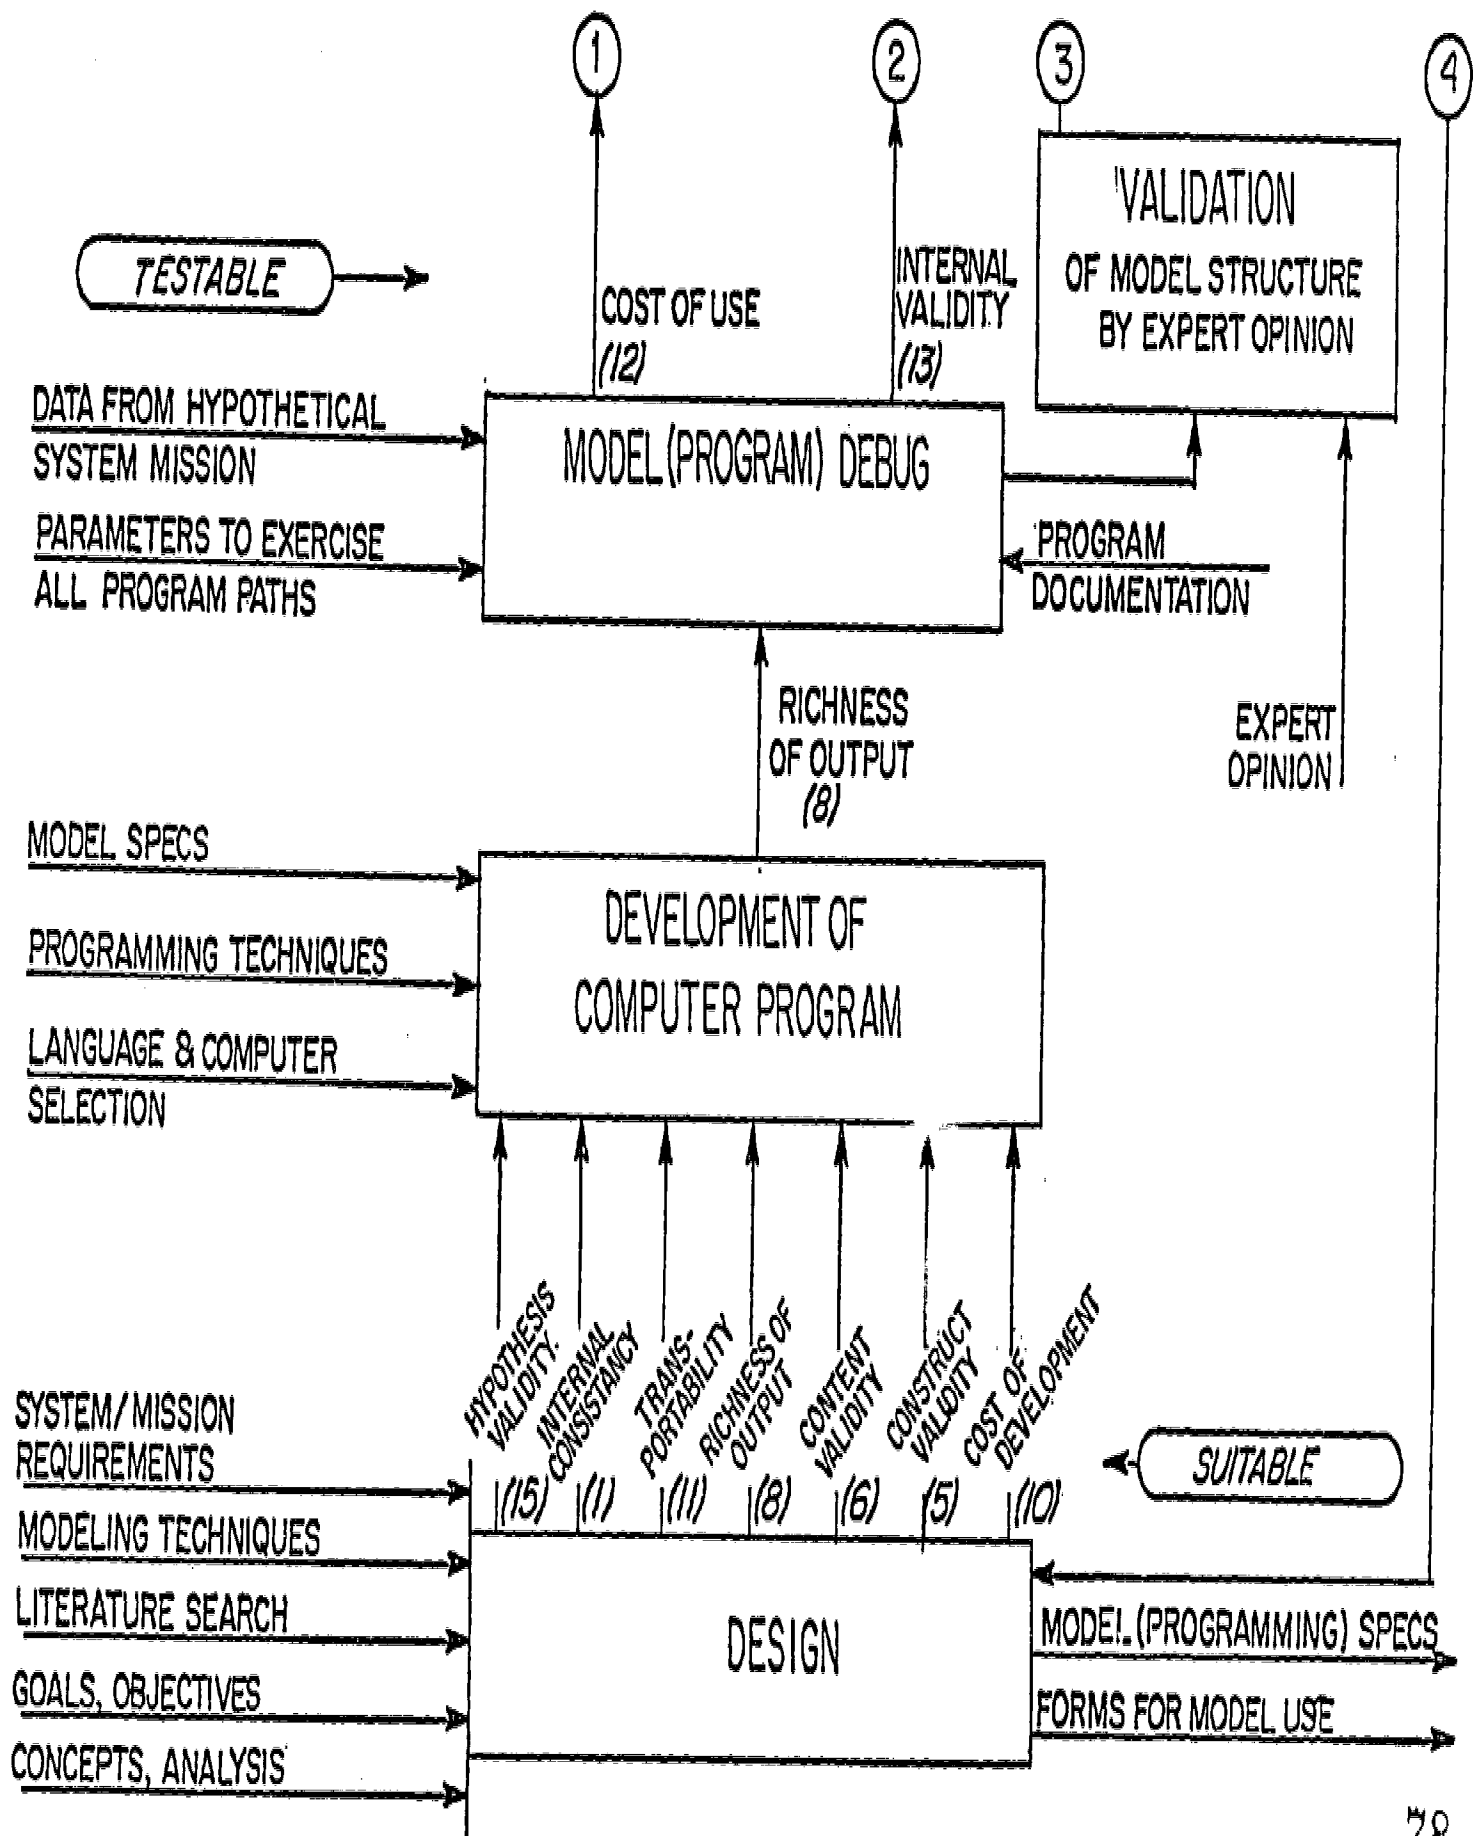 1
2
3
4
VALIDATION
OF MODEL STRUCTURE
BY EXPERT OPINION
TESTABLE
COST OF USE
(12)
INTERNAL
VALIDITY
(13)
DATA FROM HYPOTHETICAL
SYSTEM MISSION
PARAMETERS TO EXERCISE
ALL PROGRAM PATHS
MODEL (PROGRAM) DEBUG
PROGRAM
DOCUMENTATION
RICHNESS
OF OUTPUT
(8)
EXPERT
OPINION
MODEL SPECS
PROGRAMMING TECHNIQUES
LANGUAGE & COMPUTER
SELECTION
DEVELOPMENT OF
COMPUTER PROGRAM
HYPOTHESIS
VALIDITY.
(15)
INTERNAL
CONSISTANCY
(1)
TRANS-
PORTABILITY
(11)
RICHNESS OF
OUTPUT
(8)
CONTENT
VALIDITY
(6)
CONSTRUCT
VALIDITY
(5)
COST OF
DEVELOPMENT
(10)
SUITABLE
SYSTEM/MISSION
REQUIREMENTS
MODELING TECHNIQUES
LITERATURE SEARCH
GOALS, OBJECTIVES
CONCEPTS, ANALYSIS
DESIGN
MODEL (PROGRAMMING) SPECS
FORMS FOR MODEL USE